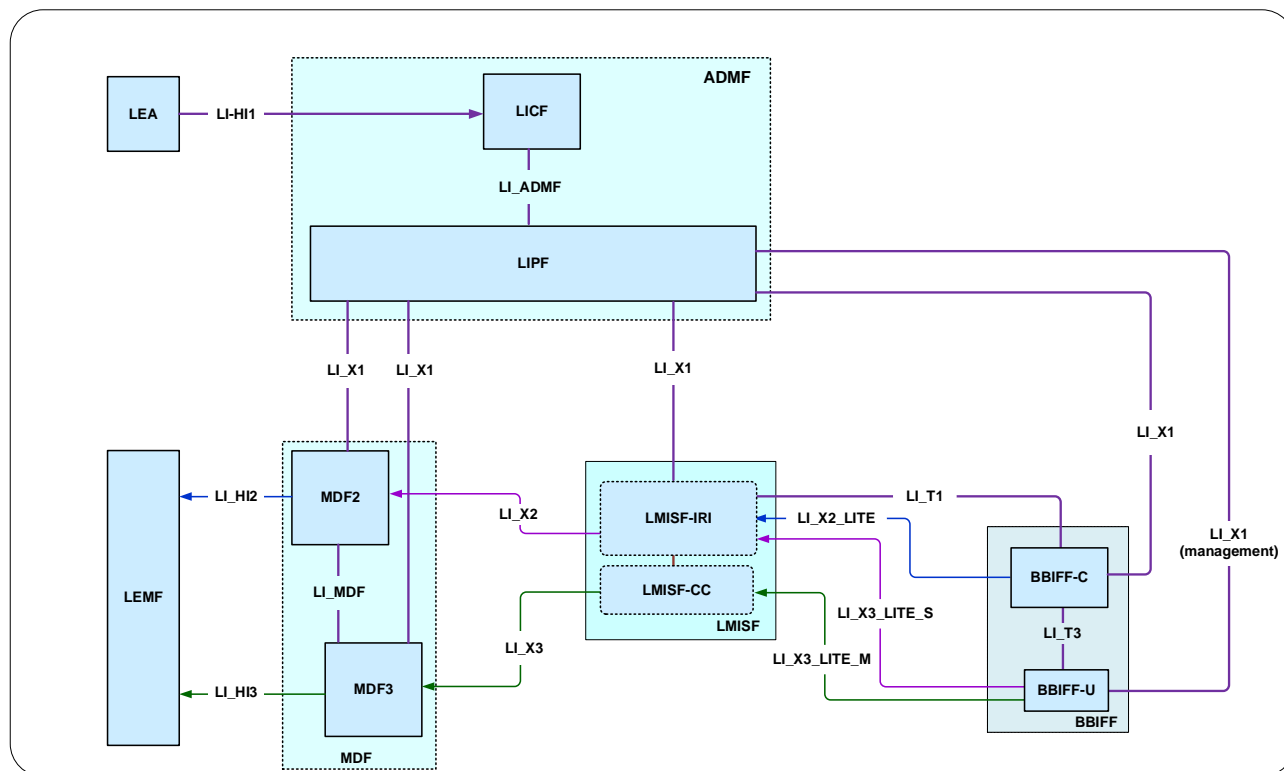 ADMF
LEA
LI-HI1
LICF
LI_ADMF
LIPF
LI_X1
LI_X1
LI_X1
LI_X1
LI_X1
(management)
LEMF
LI_HI2
MDF2
LI_X2
LMISF-IRI
LI_T1
LI_X2_LITE
LI_MDF
LMISF-CC
LMISF
BBIFF-C
LI_X3_LITE_S
LI_T3
LI_X3
LI_X3_LITE_M
LI_HI3
MDF3
BBIFF-U
BBIFF
MDF